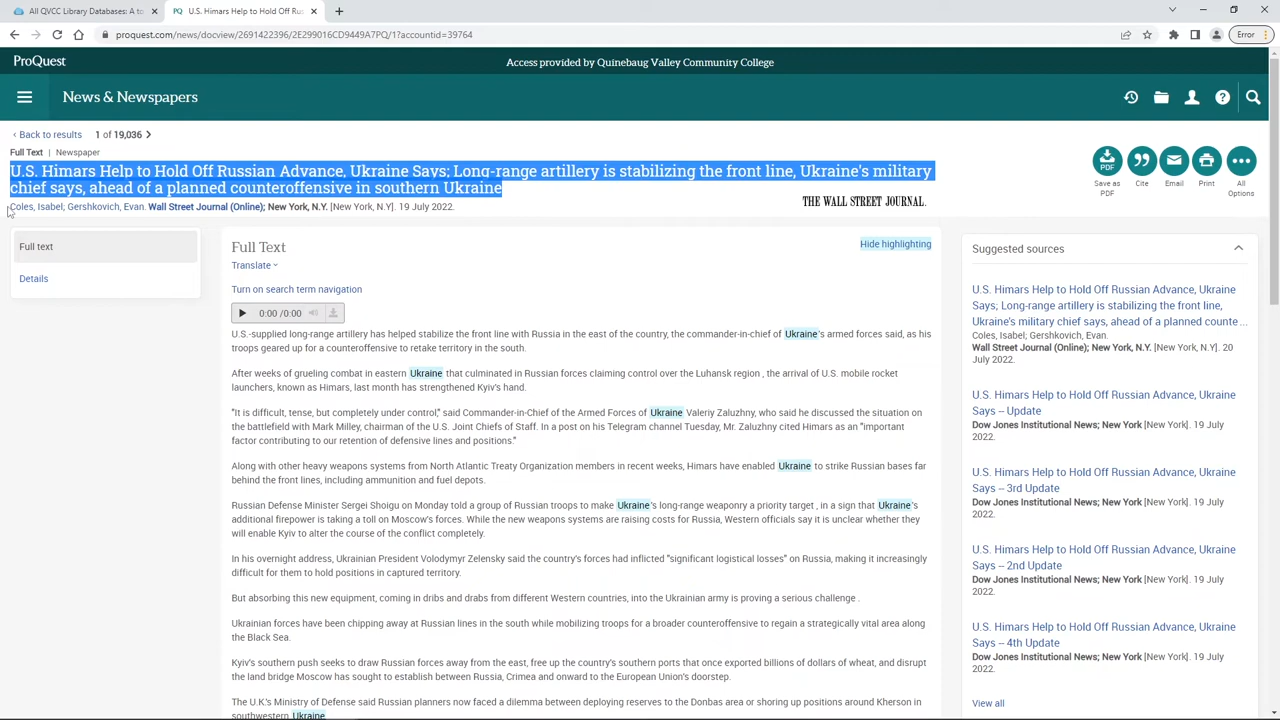 All QVCC Library Databases: A to
U.S. Himars Help to Hold Off Rus
proquest.com/news/docview/2691422396/2E299016CD9449A7PQ/1?accountid=39764
Error
ProQuest
Access provided by Quinebaug Valley Community College
News & Newspapers
Back to results 1 of 19,036
Full Text | Newspaper
U.S. Himars Help to Hold Off Russian Advance, Ukraine Says; Long-range artillery is stabilizing the front line, Ukraine's military
chief says, ahead of a planned counteroffensive in southern Ukraine
Coles, Isabel; Gershkovich, Evan. Wall Street Journal (Online); New York, N.Y. [New York, N.Y]. 19 July 2022.
THE WALL STREET JOURNAL.
Save as
PDF
Cite
Email
Print
All
Options
Full text
Details
Full Text
Hide highlighting
Translate
Turn on search term navigation
0:00 /0:00
U.S.-supplied long-range artillery has helped stabilize the front line with Russia in the east of the country, the commander-in-chief of Ukraine's armed forces said, as his
troops geared up for a counteroffensive to retake territory in the south.
After weeks of grueling combat in eastern Ukraine that culminated in Russian forces claiming control over the Luhansk region , the arrival of U.S. mobile rocket
launchers, known as Himars, last month has strengthened Kyiv's hand.
"It is difficult, tense, but completely under control," said Commander-in-Chief of the Armed Forces of Ukraine Valeriy Zaluzhny, who said he discussed the situation on
the battlefield with Mark Milley, chairman of the U.S. Joint Chiefs of Staff. In a post on his Telegram channel Tuesday, Mr. Zaluzhny cited Himars as an "important
factor contributing to our retention of defensive lines and positions."
Along with other heavy weapons systems from North Atlantic Treaty Organization members in recent weeks, Himars have enabled Ukraine to strike Russian bases far
behind the front lines, including ammunition and fuel depots.
Russian Defense Minister Sergei Shoigu on Monday told a group of Russian troops to make Ukraine's long-range weaponry a priority target , in a sign that Ukraine's
additional firepower is taking a toll on Moscow's forces. While the new weapons systems are raising costs for Russia, Western officials say it is unclear whether they
will enable Kyiv to alter the course of the conflict completely.
In his overnight address, Ukrainian President Volodymyr Zelensky said the country's forces had inflicted "significant logistical losses" on Russia, making it increasingly
difficult for them to hold positions in captured territory.
But absorbing this new equipment, coming in dribs and drabs from different Western countries, into the Ukrainian army is proving a serious challenge .
Ukrainian forces have been chipping away at Russian lines in the south while mobilizing troops for a broader counteroffensive to regain a strategically vital area along
the Black Sea.
Kyiv's southern push seeks to draw Russian forces away from the east, free up the country's southern ports that once exported billions of dollars of wheat, and disrupt
the land bridge Moscow has sought to establish between Russia, Crimea and onward to the European Union's doorstep.
The U.K.'s Ministry of Defense said Russian planners now faced a dilemma between deploying reserves to the Donbas area or shoring up positions around Kherson in
southwestern Ukraine.
Suggested sources
U.S. Himars Help to Hold Off Russian Advance, Ukraine
Says; Long-range artillery is stabilizing the front line,
Ukraine's military chief says, ahead of a planned counte...
Coles, Isabel; Gershkovich, Evan.
Wall Street Journal (Online); New York, N.Y. [New York, N.Y]. 20
July 2022.
U.S. Himars Help to Hold Off Russian Advance, Ukraine
Says -- Update
Dow Jones Institutional News; New York [New York]. 19 July
2022.
U.S. Himars Help to Hold Off Russian Advance, Ukraine
Says -- 3rd Update
Dow Jones Institutional News; New York [New York]. 19 July
2022.
U.S. Himars Help to Hold Off Russian Advance, Ukraine
Says -- 2nd Update
Dow Jones Institutional News; New York [New York]. 19 July
2022.
U.S. Himars Help to Hold Off Russian Advance, Ukraine
Says -- 4th Update
Dow Jones Institutional News; New York [New York]. 19 July
2022.
View all